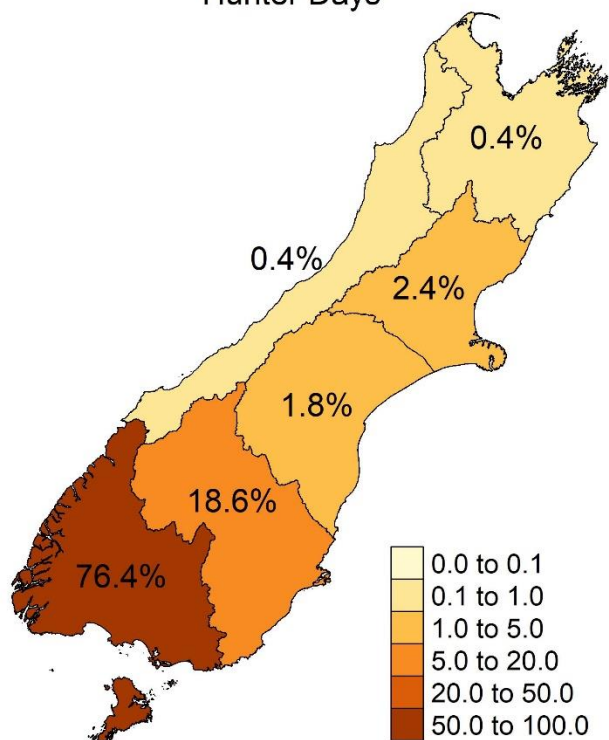 Hunter Days
0.4%
0.4%
2.4%
1.8%
18.6%
76.4%
0.0 to 0.1
0.1 to 1.0
1.0 to 5.0
5.0 to 20.0
20.0 to 50.0
50.0 to 100.0